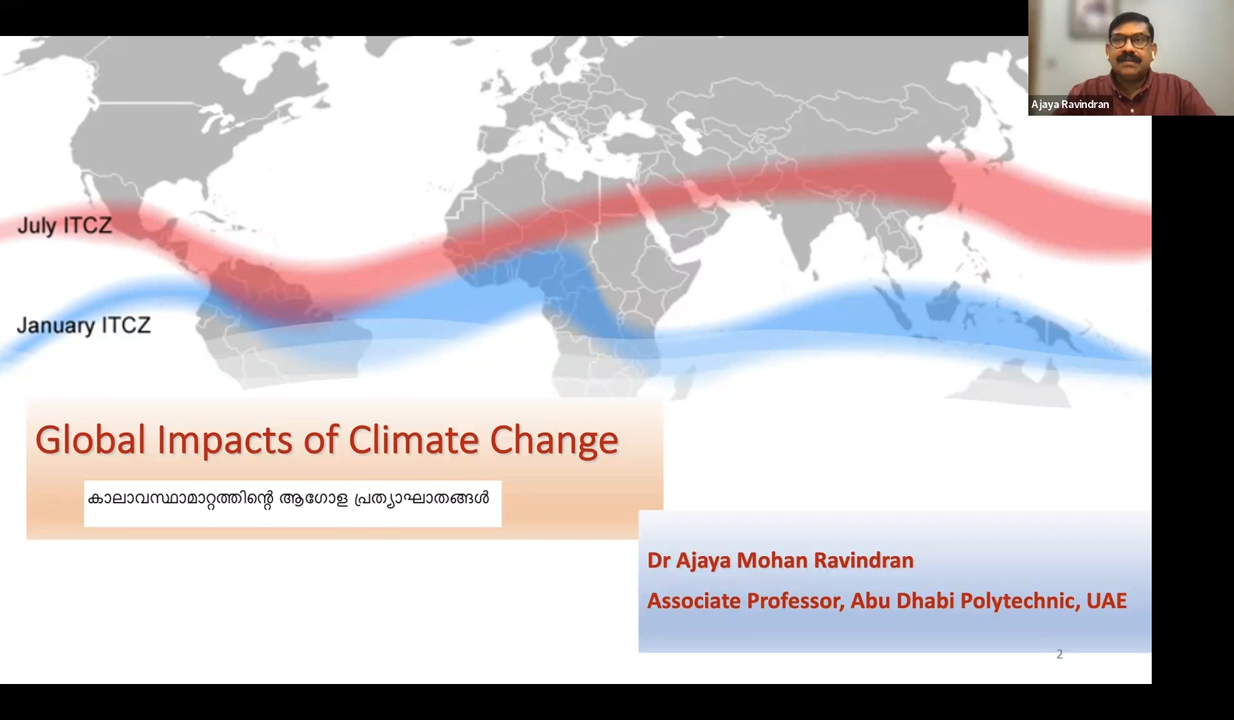 Ajaya Ravindran
July ITCZ
January ITCZ
Global Impacts of Climate Change
കാലാവസ്ഥാമാറ്റത്തിന്റെ ആഗോള പ്രത്യാഘാതങ്ങൾ
Dr Ajaya Mohan Ravindran
Associate Professor, Abu Dhabi Polytechnic, UAE
2